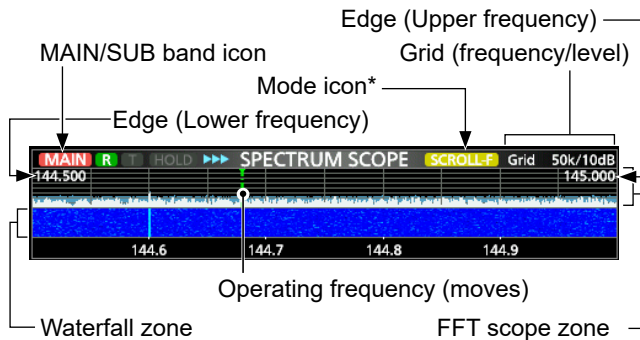 Edge (Upper frequency)
MAIN/SUB band icon
Grid (frequency/level)
Mode icon*
Edge (Lower frequency)
MAIN R T HOLD SPECTRUM SCOPE SCROLL-F Grid 50k/10dB
144.500 145.000
144.6 144.7 144.8 144.9
Operating frequency (moves)
Waterfall zone FFT scope zone